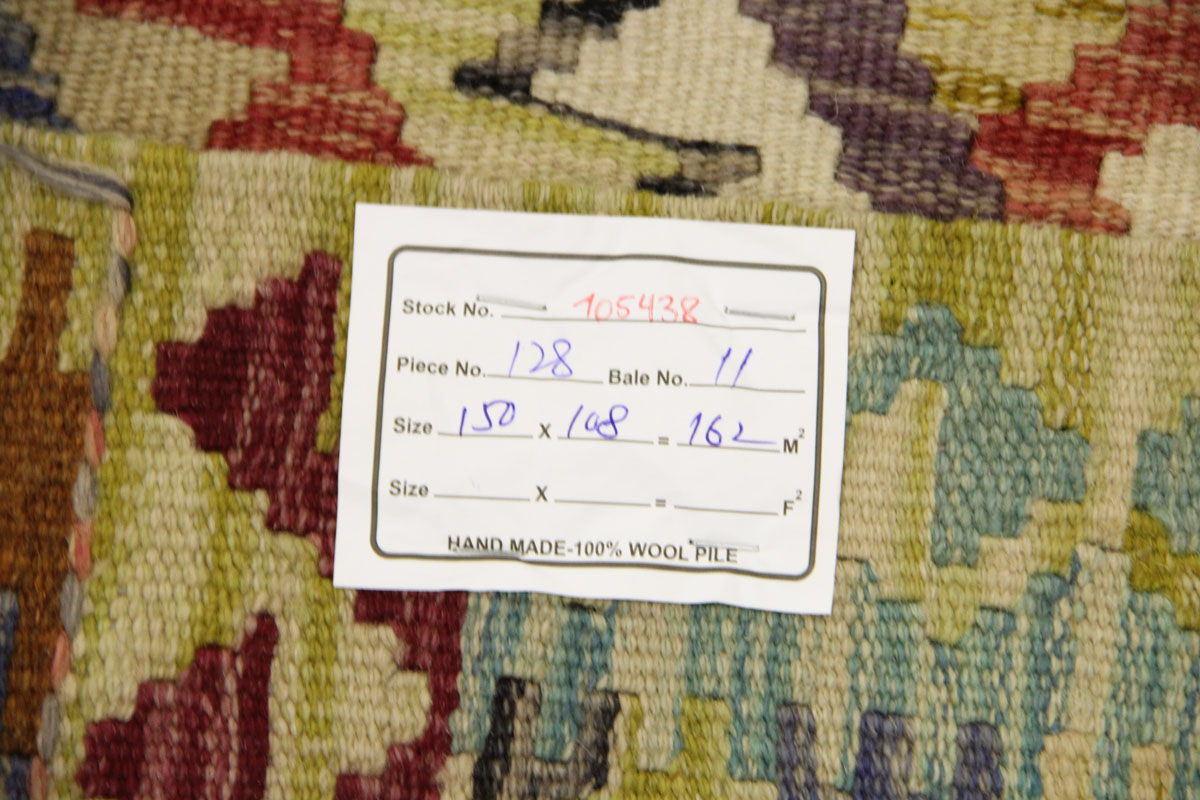 Stock No. 105438
Piece No. 128 Bale No. 11
Size 150 X 108 = 162 M²
Size X = F²
HAND MADE-100% WOOL PILE